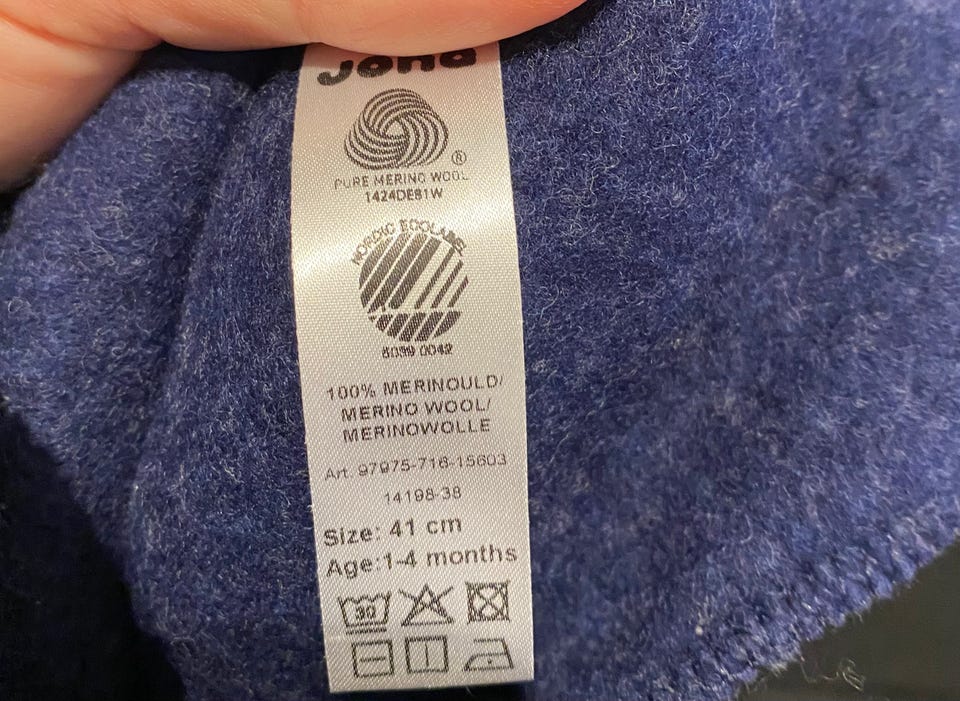 joha
®
PURE MERINO WOOL
1424DE81W
NORDIC ECOLABEL
5039 0042
100% MERINOULD/
MERINO WOOL/
MERINOWOLLE
Art. 97975-716-15603
14198-38
Size: 41 cm
Age:1-4 months
30